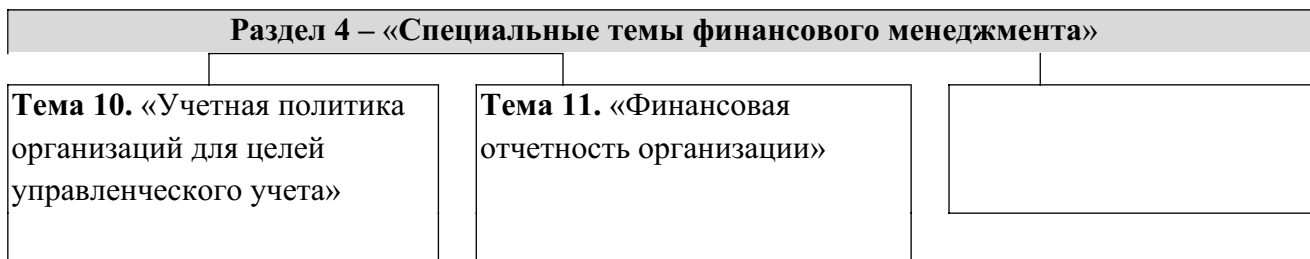 Раздел 4 – «Специальные темы финансового менеджмента»
Тема 10. «Учетная политика
организаций для целей
управленческого учета»
Тема 11. «Финансовая
отчетность организации»